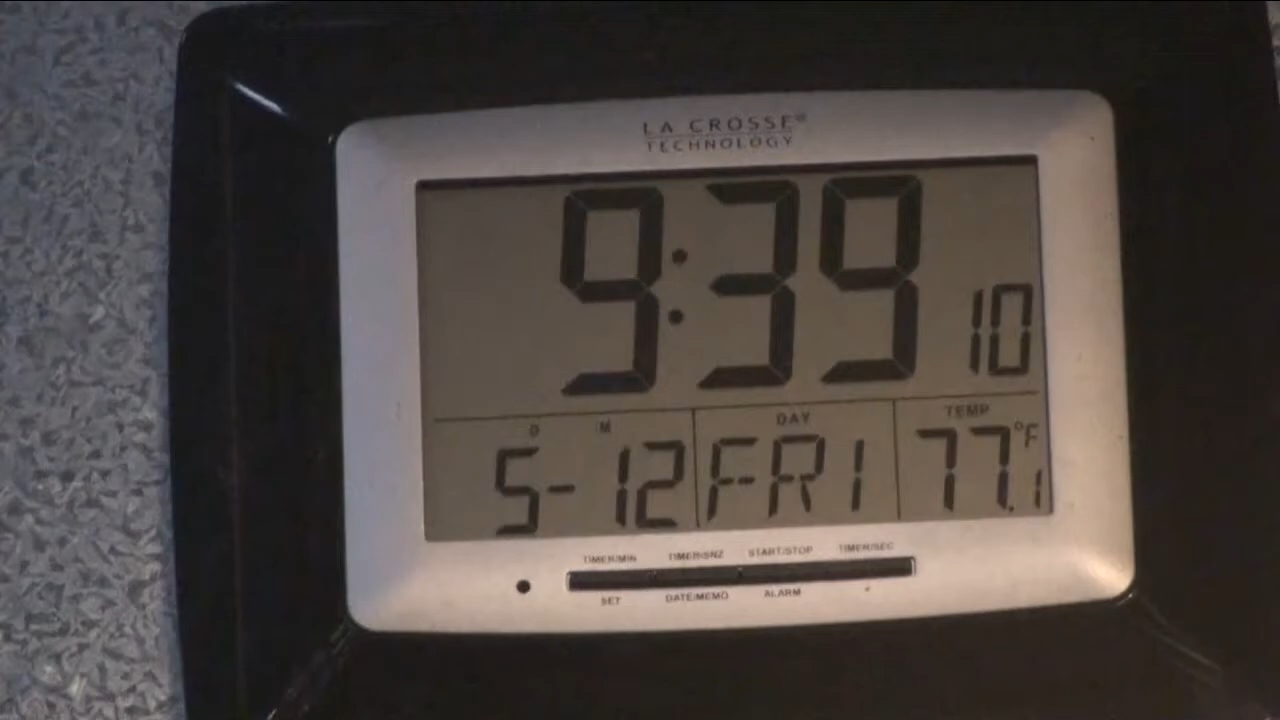 LA CROSSE®
TECHNOLOGY
9:39 10
D M DAY TEMP
5-12 FRI 77.1 °F
TIMER/MIN TIMER/SNZ START/STOP TIMER/SEC
SET DATE/MEMO ALARM